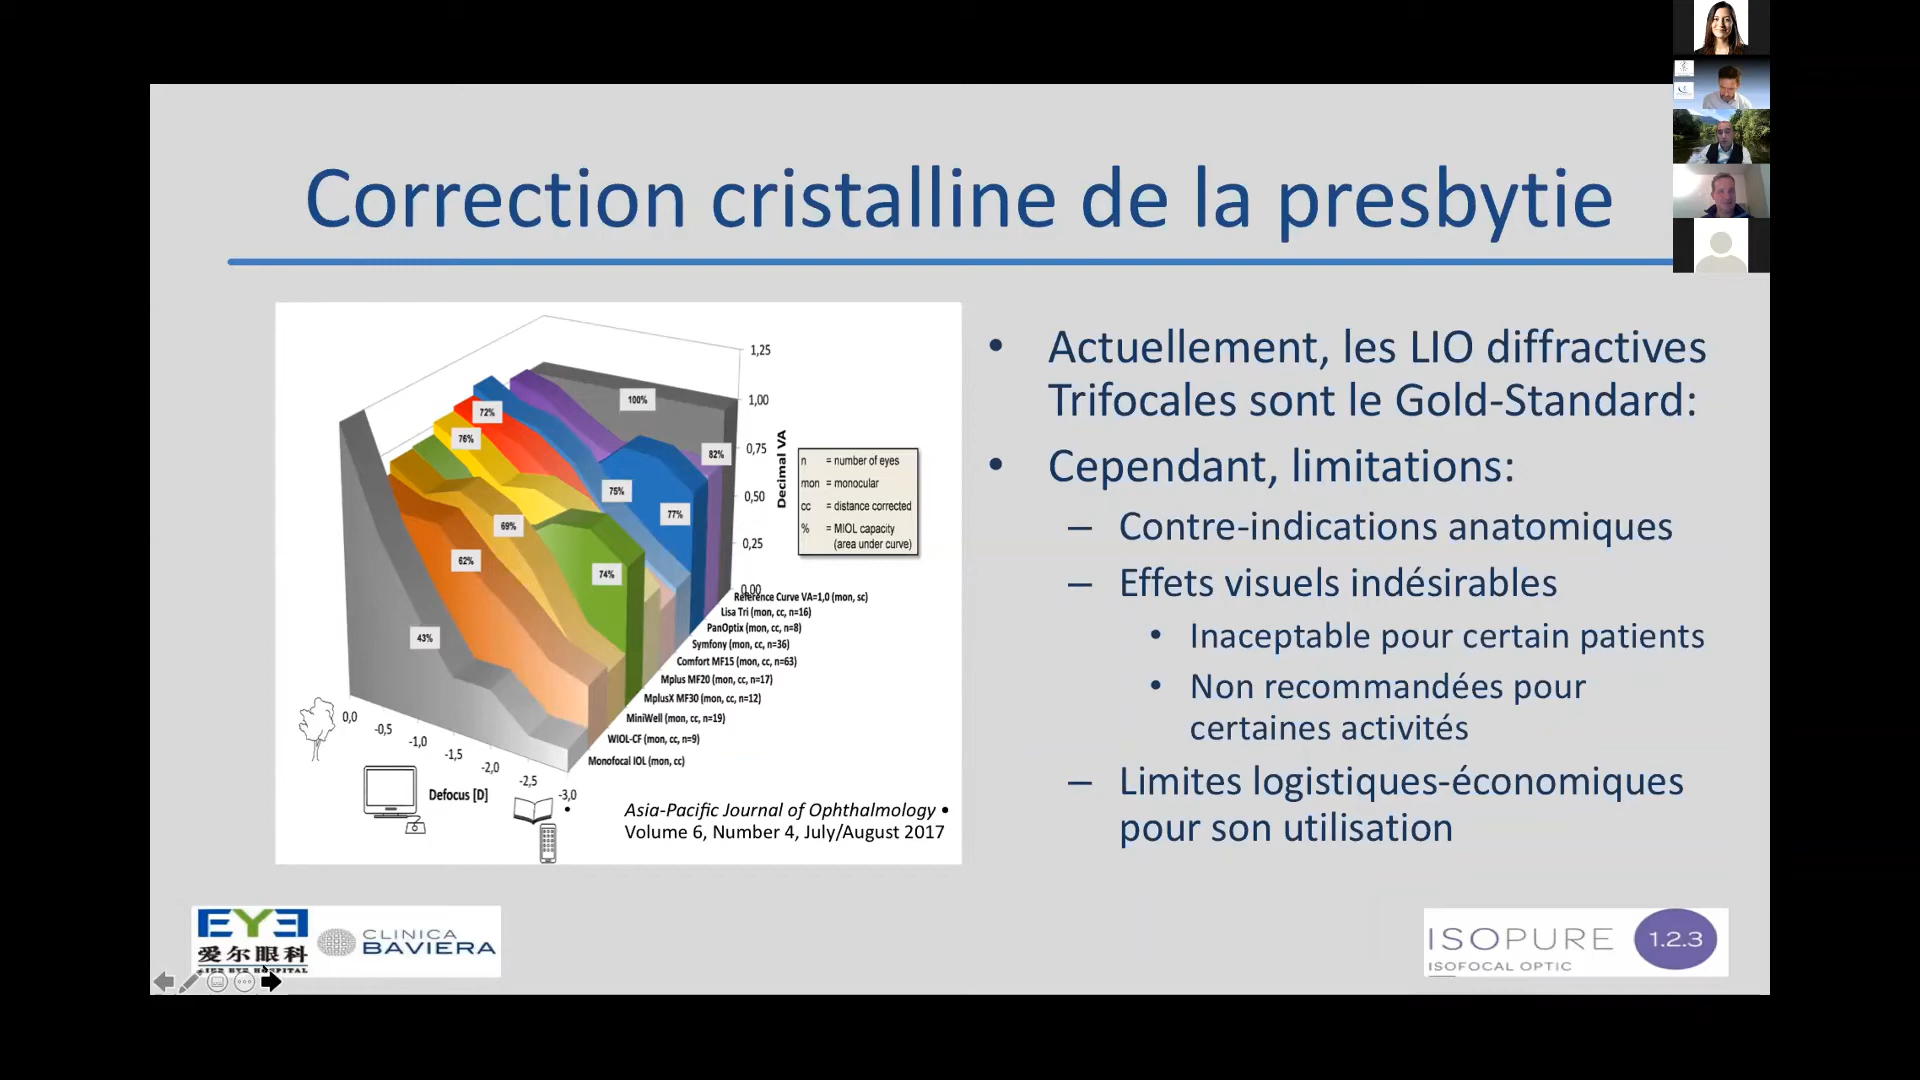 Correction cristalline de la presbytie
1,25
1,00
0,75
0,50
0,25
0,00
Decimal VA
100%
72%
76%
82%
75%
77%
69%
62%
74%
43%
n = number of eyes
mon = monocular
cc = distance corrected
% = MIOL capacity
(area under curve)
Reference Curve VA=1,0 (mon, sc)
Lisa Tri (mon, cc, n=16)
PanOptix (mon, cc, n=8)
Symfony (mon, cc, n=36)
Comfort MF15 (mon, cc, n=63)
Mplus MF20 (mon, cc, n=17)
MplusX MF30 (mon, cc, n=12)
MiniWell (mon, cc, n=19)
WIOL-CF (mon, cc, n=9)
Monofocal IOL (mon, cc)
0,0
-0,5
-1,0
-1,5
-2,0
-2,5
-3,0
Defocus [D]
• Asia-Pacific Journal of Ophthalmology •
Volume 6, Number 4, July/August 2017
• Actuellement, les LIO diffractives
Trifocales sont le Gold-Standard:
• Cependant, limitations:
– Contre-indications anatomiques
– Effets visuels indésirables
• Inaceptable pour certain patients
• Non recommandées pour
certaines activités
– Limites logistiques-économiques
pour son utilisation
EYE
爱尔眼科
AIER EYE HOSPITAL
CLINICA
BAVIERA
ISOPURE 1.2.3
ISOFOCAL OPTIC